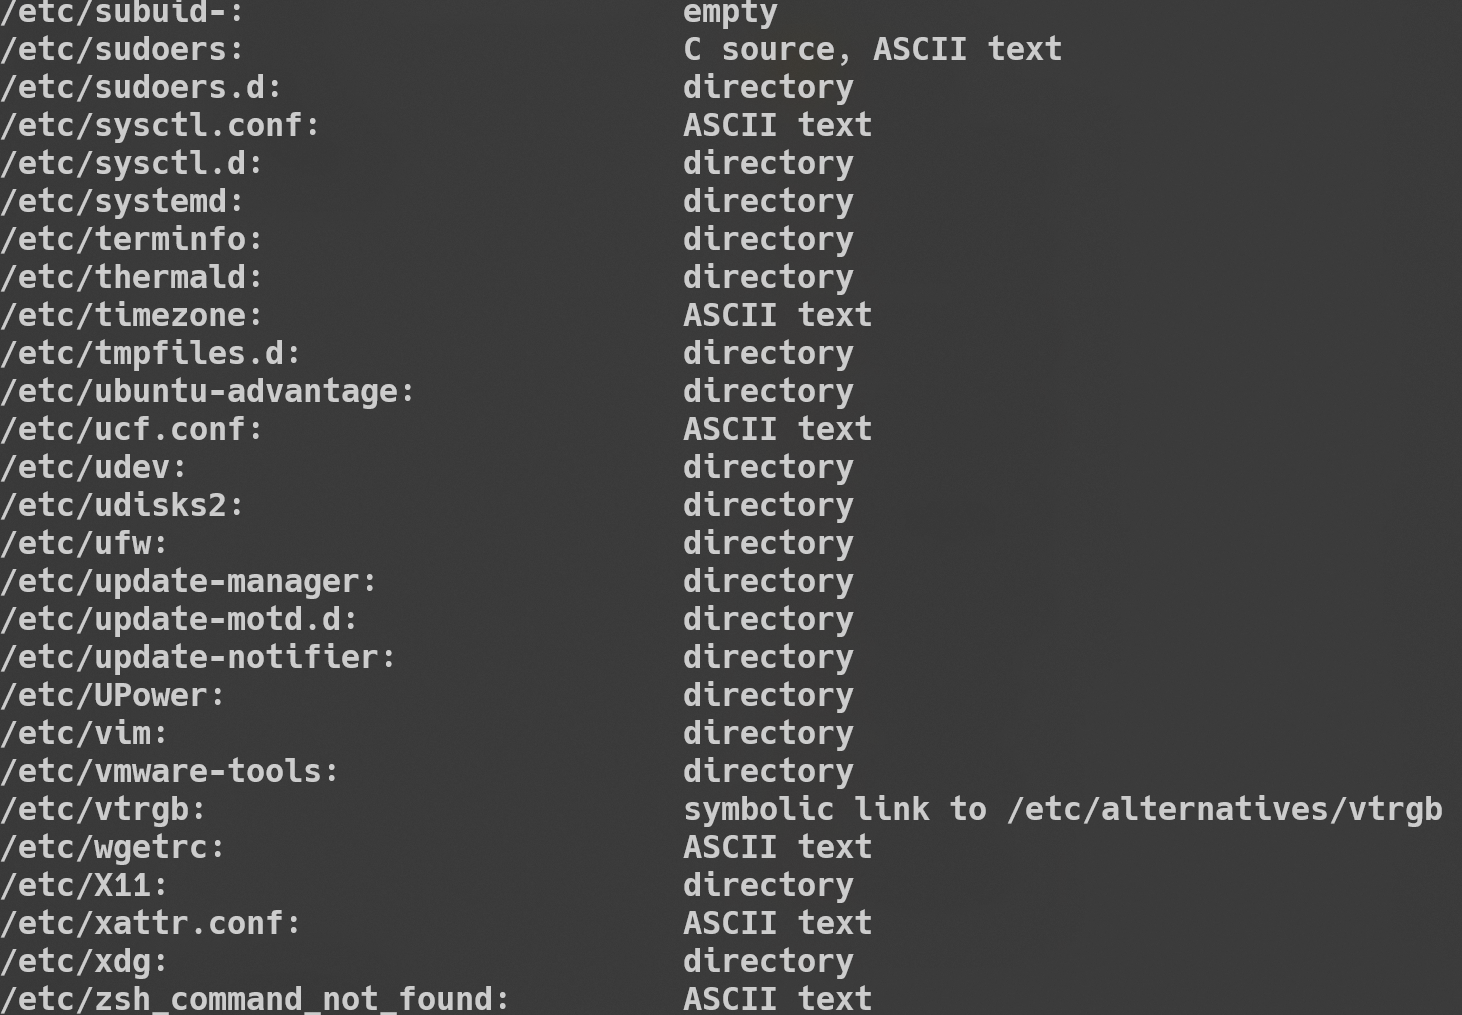 /etc/subuid-: empty
/etc/sudoers: C source, ASCII text
/etc/sudoers.d: directory
/etc/sysctl.conf: ASCII text
/etc/sysctl.d: directory
/etc/systemd: directory
/etc/terminfo: directory
/etc/thermald: directory
/etc/timezone: ASCII text
/etc/tmpfiles.d: directory
/etc/ubuntu-advantage: directory
/etc/ucf.conf: ASCII text
/etc/udev: directory
/etc/udisks2: directory
/etc/ufw: directory
/etc/update-manager: directory
/etc/update-motd.d: directory
/etc/update-notifier: directory
/etc/UPower: directory
/etc/vim: directory
/etc/vmware-tools: directory
/etc/vtrgb: symbolic link to /etc/alternatives/vtrgb
/etc/wgetrc: ASCII text
/etc/X11: directory
/etc/xattr.conf: ASCII text
/etc/xdg: directory
/etc/zsh_command_not_found: ASCII text